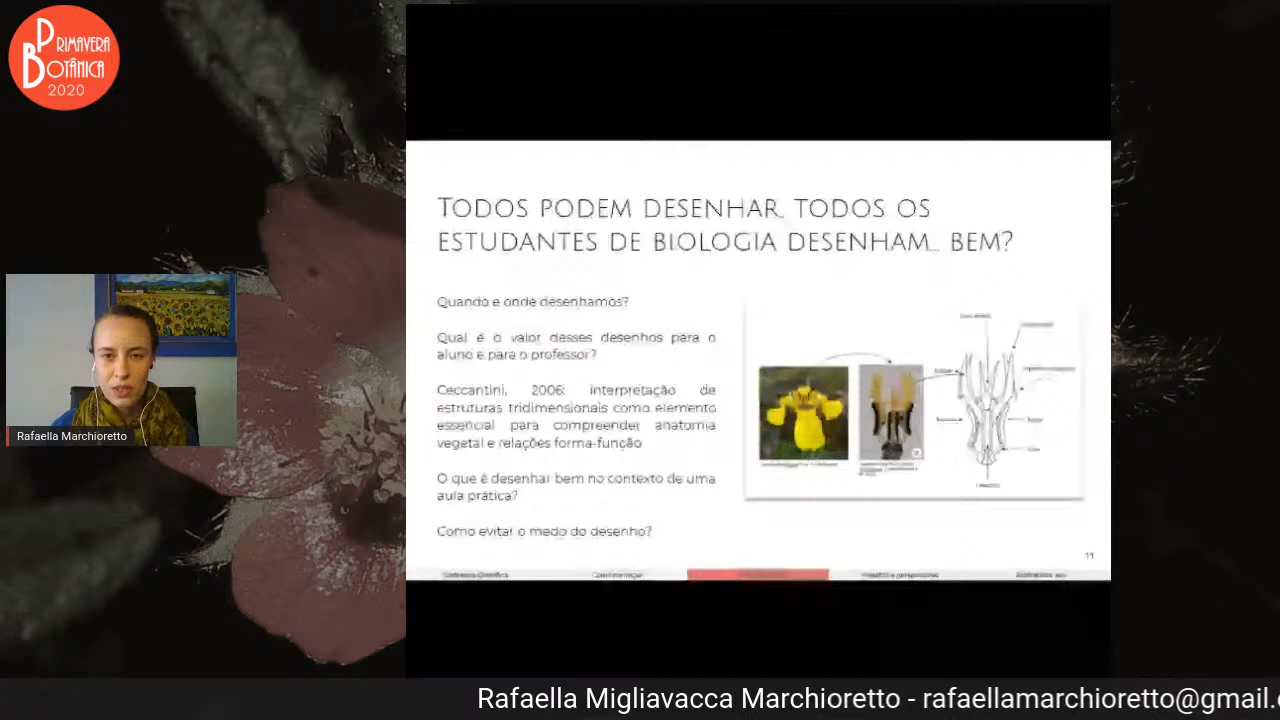 PRIMAVERA
BOTÂNICA
2020
TODOS PODEM DESENHAR, TODOS OS
ESTUDANTES DE BIOLOGIA DESENHAM... BEM?
Quando e onde desenhamos?
Qual é o valor desses desenhos para o
aluno e para o professor?
Ceccantini, 2006: interpretação de
estruturas tridimensionais como elemento
essencial para compreender anatomia
vegetal e relações forma-função
O que é desenhar bem no contexto de uma
aula prática?
Como evitar o medo do desenho?
11
Rafaella Marchioretto
Rafaella Migliavacca Marchioretto - rafaellamarchioretto@gmail.